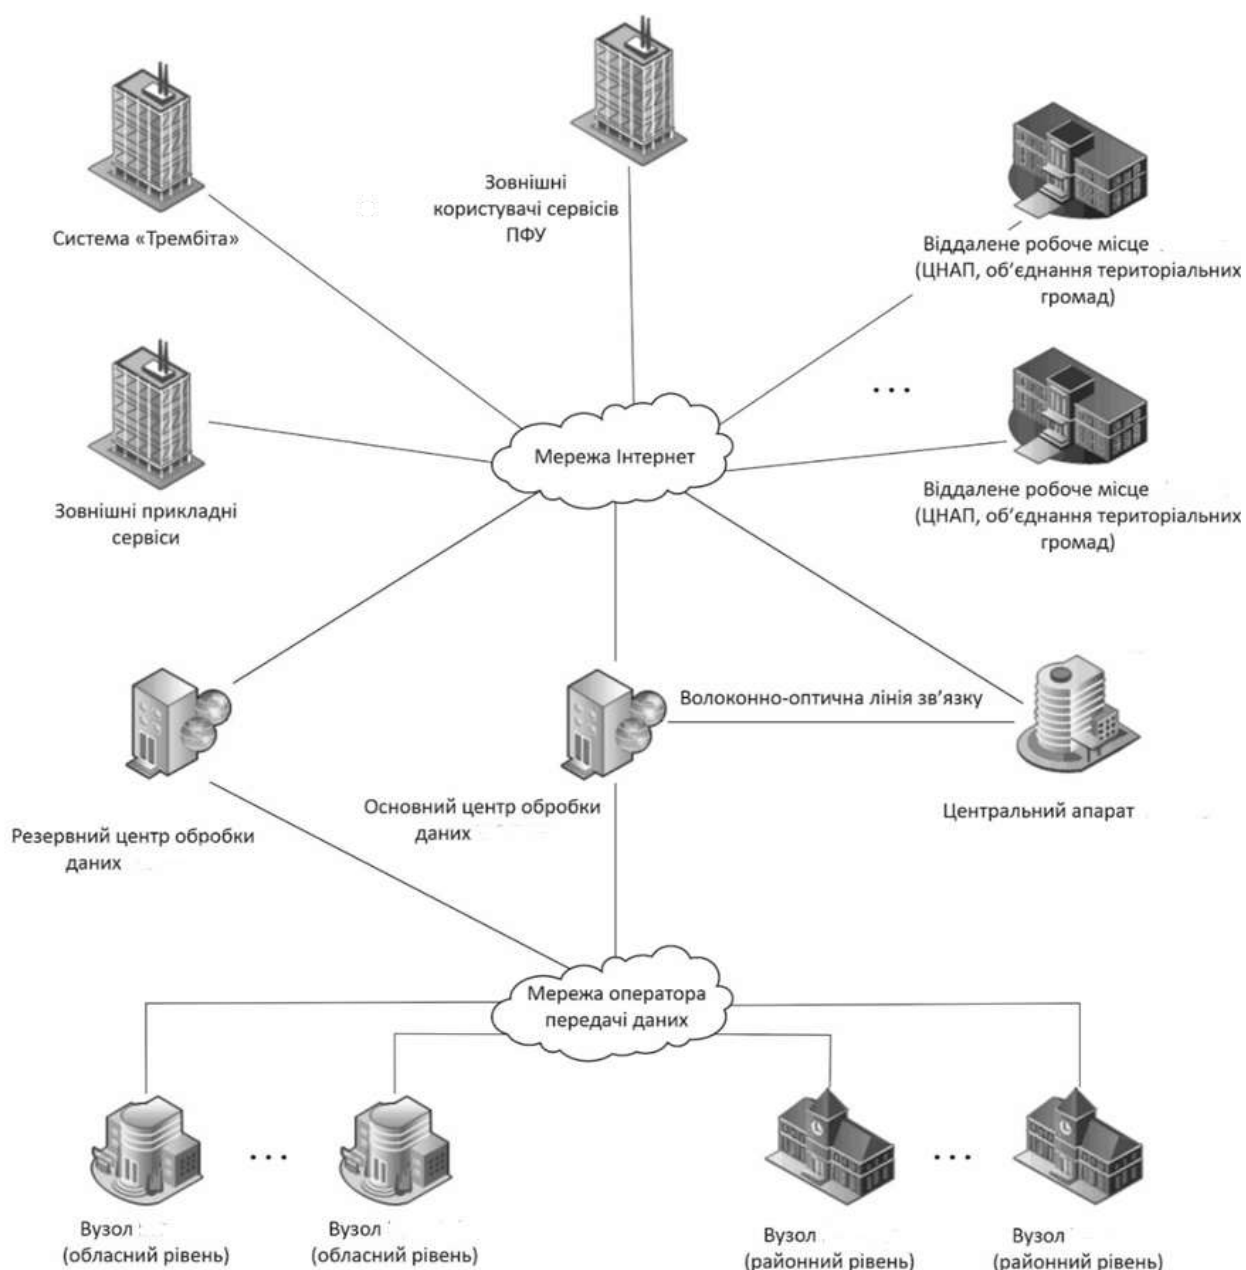 Зовнішні
користувачі сервісів
ПФУ
Система «Трембіта»
Віддалене робоче місце
(ЦНАП, об’єднання територіальних
громад)
...
Мережа Інтернет
Віддалене робоче місце
(ЦНАП, об’єднання територіальних
громад)
Зовнішні прикладні
сервіси
Волоконно-оптична лінія зв’язку
Основний центр обробки
даних
Центральний апарат
Резервний центр обробки
даних
Мережа оператора
передачі даних
...
...
Вузол
(обласний рівень)
Вузол
(обласний рівень)
Вузол
(районний рівень)
Вузол
(районний рівень)